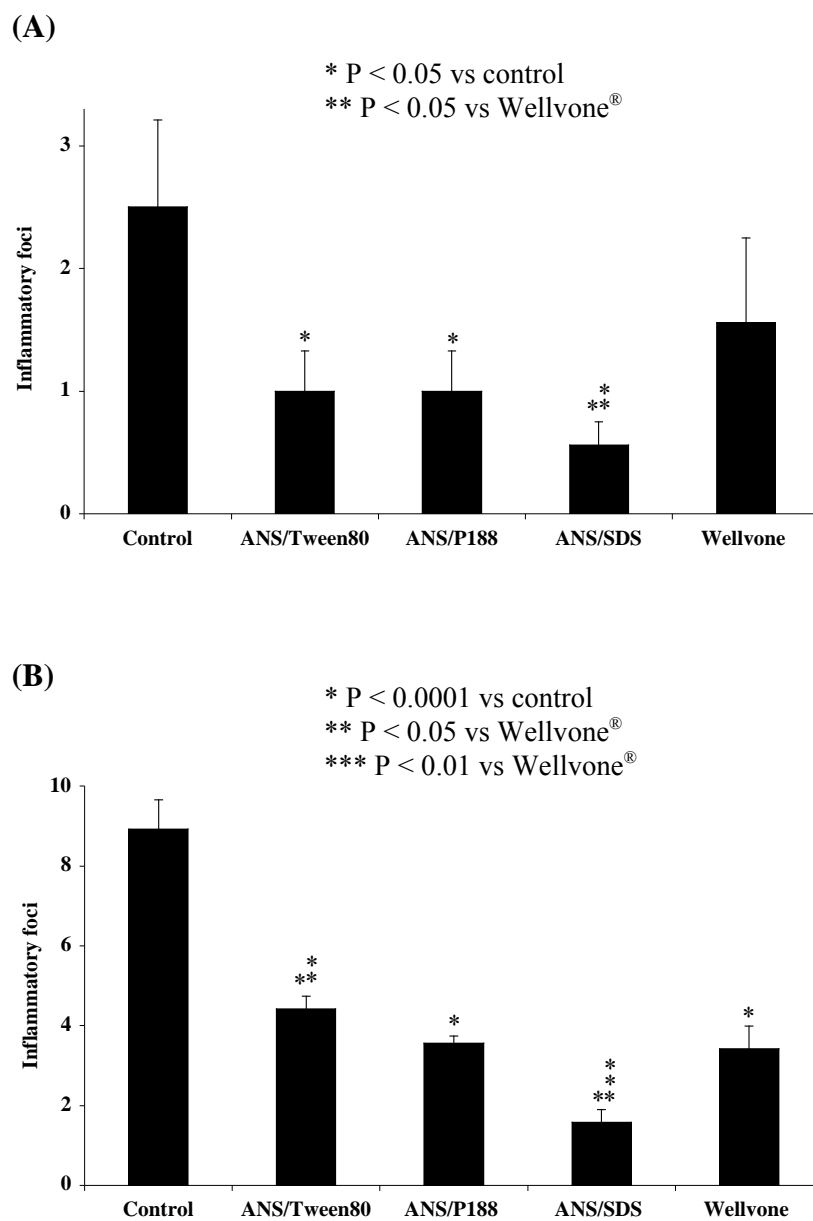 (A)
* P < 0.05 vs control
** P < 0.05 vs Wellvone®
3
2
1
0
Inflammatory foci
*
*
*
**
Control ANS/Tween80 ANS/P188 ANS/SDS Wellvone
(B)
* P < 0.0001 vs control
** P < 0.05 vs Wellvone®
*** P < 0.01 vs Wellvone®
10
8
6
4
2
0
Inflammatory foci
*
**
*
*
*
**
*
Control ANS/Tween80 ANS/P188 ANS/SDS Wellvone